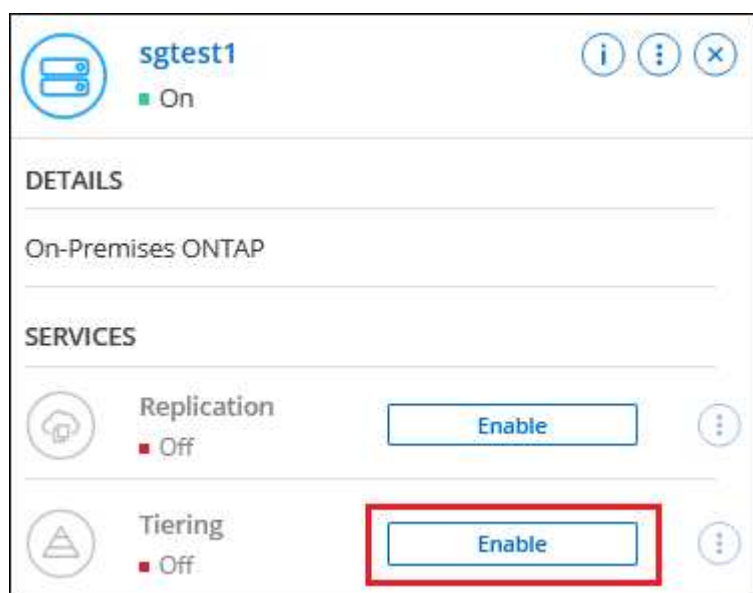 sgtest1
On
DETAILS
On-Premises ONTAP
SERVICES
Replication
Off
Enable
Tiering
Off
Enable